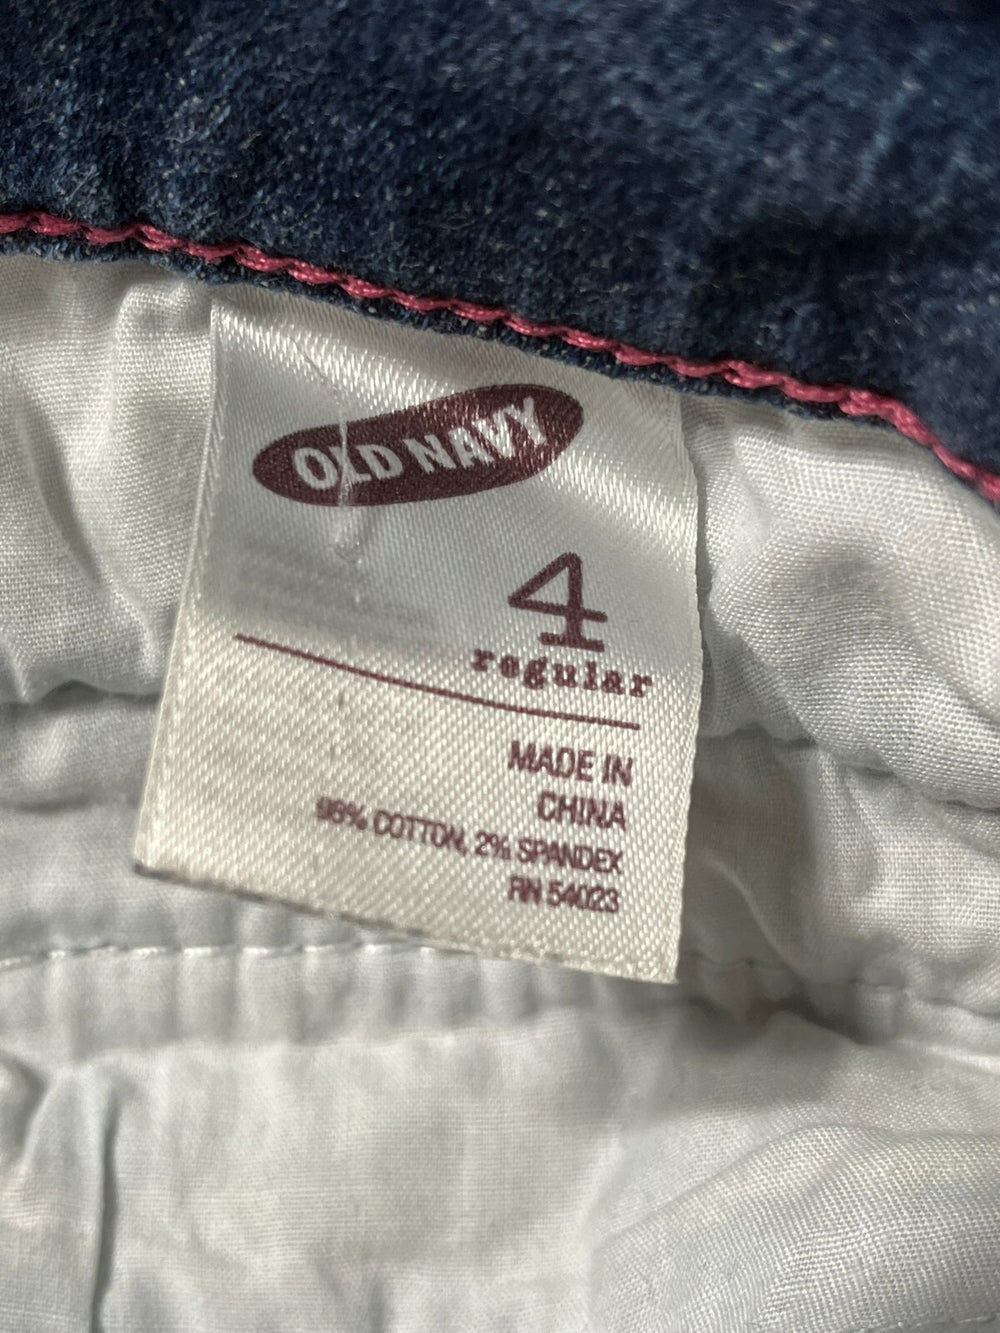 OLD NAVY
4
regular
MADE IN
CHINA
98% COTTON, 2% SPANDEX
RN 54023